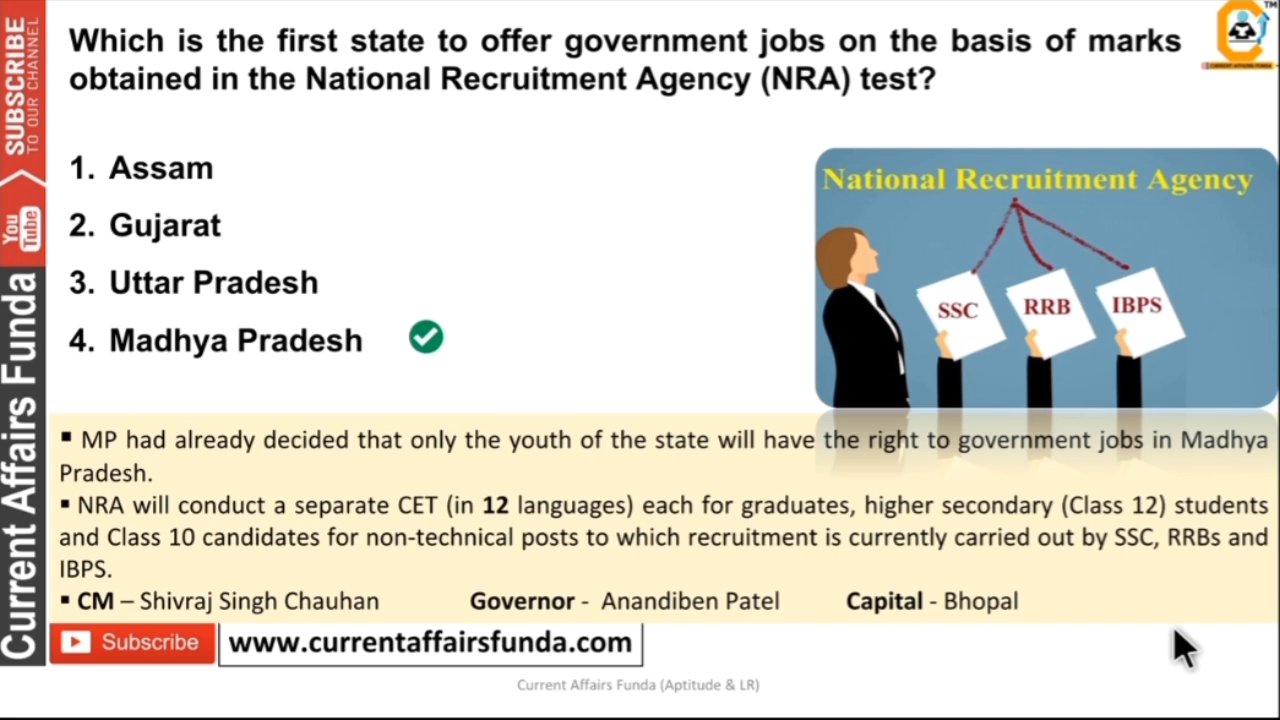 Which is the first state to offer government jobs on the basis of marks
obtained in the National Recruitment Agency (NRA) test?
1. Assam
2. Gujarat
3. Uttar Pradesh
4. Madhya Pradesh
National Recruitment Agency
SSC
RRB
IBPS
▪ MP had already decided that only the youth of the state will have the right to government jobs in Madhya
Pradesh.
▪ NRA will conduct a separate CET (in 12 languages) each for graduates, higher secondary (Class 12) students
and Class 10 candidates for non-technical posts to which recruitment is currently carried out by SSC, RRBs and
IBPS.
▪ CM – Shivraj Singh Chauhan Governor - Anandiben Patel Capital - Bhopal
Subscribe
www.currentaffairsfunda.com
Current Affairs Funda (Aptitude & LR)
SUBSCRIBE
TO OUR CHANNEL
You
Tube
Current Affairs Funda
TM
CURRENT AFFAIRS FUNDA